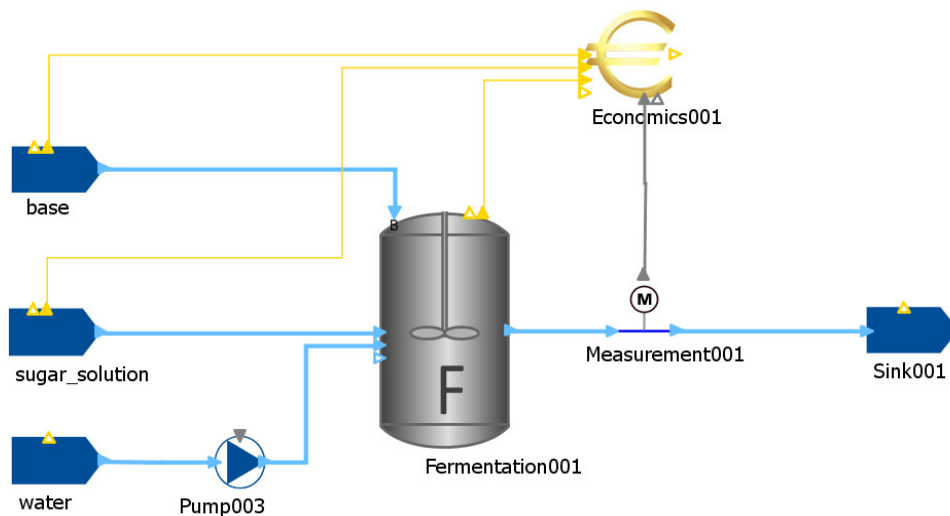 Economics001
base
B
sugar_solution
M
Measurement001
Sink001
F
Fermentation001
water
Pump003